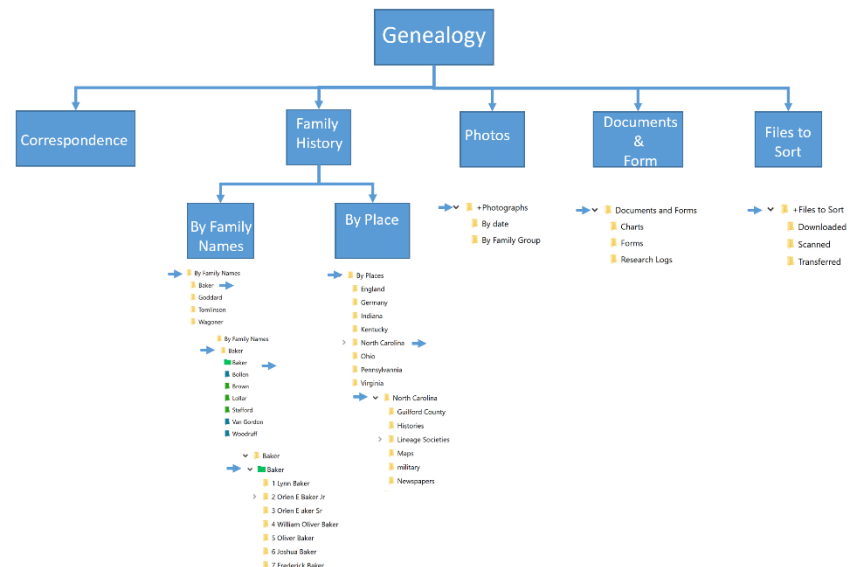 Genealogy
Correspondence
Family
History
Photos
Documents
&
Form
Files to
Sort
By Family
Names
By Place
+Photographs
By date
By Family Group
Documents and Forms
Charts
Forms
Research Logs
+Files to Sort
Downloaded
Scanned
Transferred
By Family Names
Baker
Goddard
Tomlinson
Wagoner
By Family Names
Baker
Baker
Bollen
Brown
Lollar
Stafford
Van Gorden
Woodruff
Baker
Baker
1 Lynn Baker
2 Orlen E Baker Jr
3 Orlen E aker Sr
4 William Oliver Baker
5 Oliver Baker
6 Joshua Baker
7 Frederick Baker
By Places
England
Germany
Indiana
Kentucky
North Carolina
Ohio
Pennsylvannia
Virginia
North Carolina
Guilford County
Histories
Lineage Societies
Maps
military
Newspapers